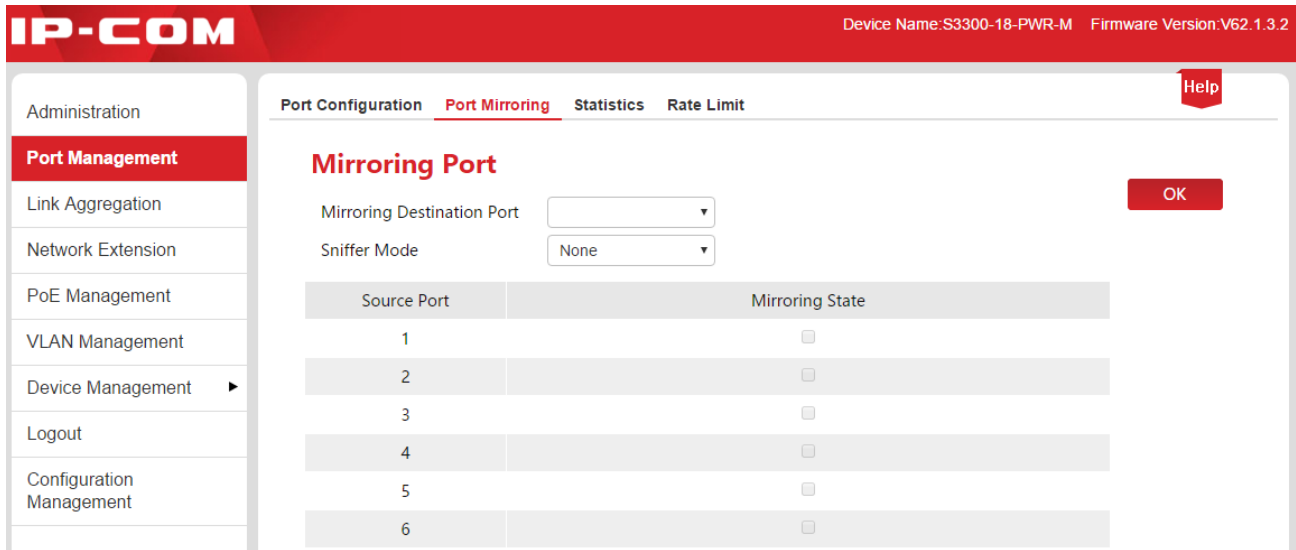 IP-COM
Device Name:S3300-18-PWR-M Firmware Version:V62.1.3.2
Help
Administration
Port Management
Link Aggregation
Network Extension
PoE Management
VLAN Management
Device Management
Logout
Configuration
Management
Port Configuration Port Mirroring Statistics Rate Limit
Mirroring Port
OK
Mirroring Destination Port
Sniffer Mode None
Source Port Mirroring State
1
2
3
4
5
6